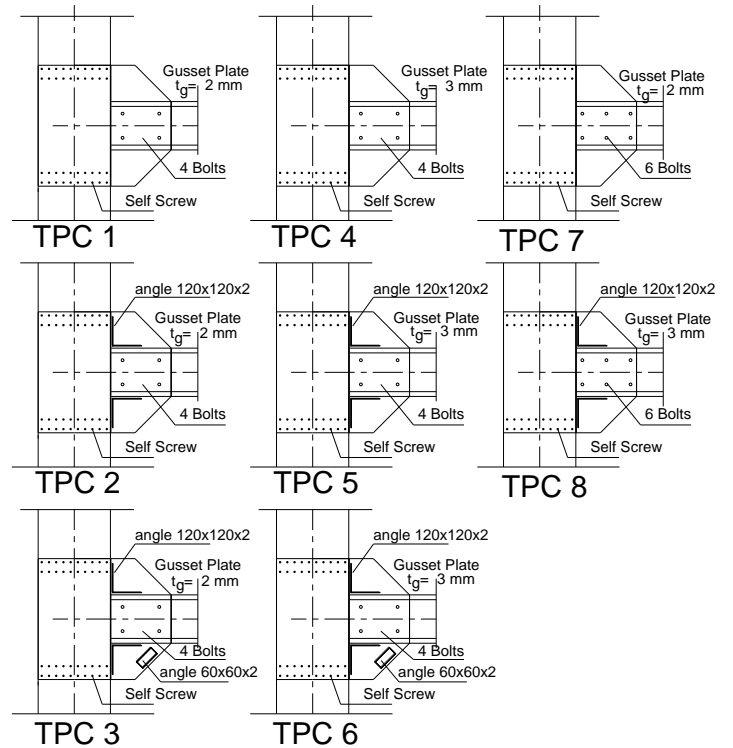 Gusset Plate
tg= 2 mm
4 Bolts
Self Screw
TPC 1
Gusset Plate
tg= 3 mm
4 Bolts
Self Screw
TPC 4
Gusset Plate
tg= 2 mm
6 Bolts
Self Screw
TPC 7
angle 120x120x2
Gusset Plate
tg= 2 mm
4 Bolts
Self Screw
TPC 2
angle 120x120x2
Gusset Plate
tg= 3 mm
4 Bolts
Self Screw
TPC 5
angle 120x120x2
Gusset Plate
tg= 3 mm
6 Bolts
Self Screw
TPC 8
angle 120x120x2
Gusset Plate
tg= 2 mm
4 Bolts
angle 60x60x2
Self Screw
TPC 3
angle 120x120x2
Gusset Plate
tg= 3 mm
4 Bolts
angle 60x60x2
Self Screw
TPC 6